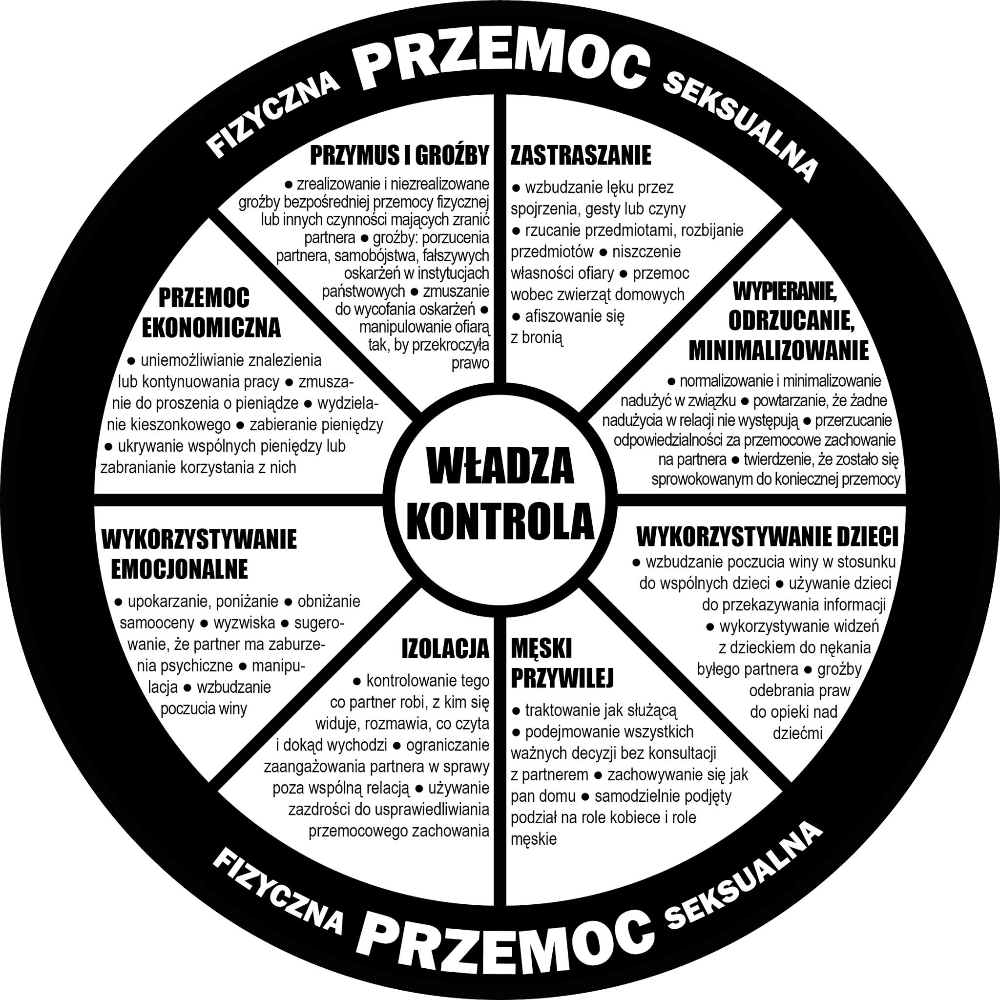 FIZYCZNA PRZEMOC SEKSUALNA
PRZYMUS I GROŹBY
● zrealizowanie i niezrealizowane
groźby bezpośredniej przemocy fizycznej
lub innych czynności mających zranić
partnera ● groźby: porzucenia
partnera, samobójstwa, fałszywych
oskarżeń w instytucjach
państwowych ● zmuszanie
do wycofania oskarżeń ●
manipulowanie ofiarą
tak, by przekroczyła
prawo
ZASTRASZANIE
● wzbudzanie lęku przez
spojrzenia, gesty lub czyny
● rzucanie przedmiotami, rozbijanie
przedmiotów ● niszczenie
własności ofiary ● przemoc
wobec zwierząt domowych
● afiszowanie się
z bronią
PRZEMOC
EKONOMICZNA
● uniemożliwianie znalezienia
lub kontynuowania pracy ● zmusza-
nie do proszenia o pieniądze ● wydziela-
nie kieszonkowego ● zabieranie pieniędzy
● ukrywanie wspólnych pieniędzy lub
zabranianie korzystania z nich
WYPIERANIE,
ODRZUCANIE,
MINIMALIZOWANIE
● normalizowanie i minimalizowanie
nadużyć w związku ● powtarzanie, że żadne
nadużycia w relacji nie występują ● przerzucanie
odpowiedzialności za przemocowe zachowanie
na partnera ● twierdzenie, że zostało się
sprowokowanym do koniecznej przemocy
WŁADZA
KONTROLA
WYKORZYSTYWANIE
EMOCJONALNE
● upokarzanie, poniżanie ● obniżanie
samooceny ● wyzwiska ● sugero-
wanie, że partner ma zaburze-
nia psychiczne ● manipu-
lacja ● wzbudzanie
poczucia winy
WYKORZYSTYWANIE DZIECI
● wzbudzanie poczucia winy w stosunku
do wspólnych dzieci ● używanie dzieci
do przekazywania informacji
● wykorzystywanie widzeń
z dzieckiem do nękania
byłego partnera ● groźby
odebrania praw
do opieki nad
dziećmi
IZOLACJA
● kontrolowanie tego
co partner robi, z kim się
widuje, rozmawia, co czyta
i dokąd wychodzi ● ograniczanie
zaangażowania partnera w sprawy
poza wspólną relacją ● używanie
zazdrości do usprawiedliwiania
przemocowego zachowania
MĘSKI
PRZYWILEJ
● traktowanie jak służącą
● podejmowanie wszystkich
ważnych decyzji bez konsultacji
z partnerem ● zachowywanie się jak
pan domu ● samodzielnie podjęty
podział na role kobiece i role
męskie
FIZYCZNA PRZEMOC SEKSUALNA